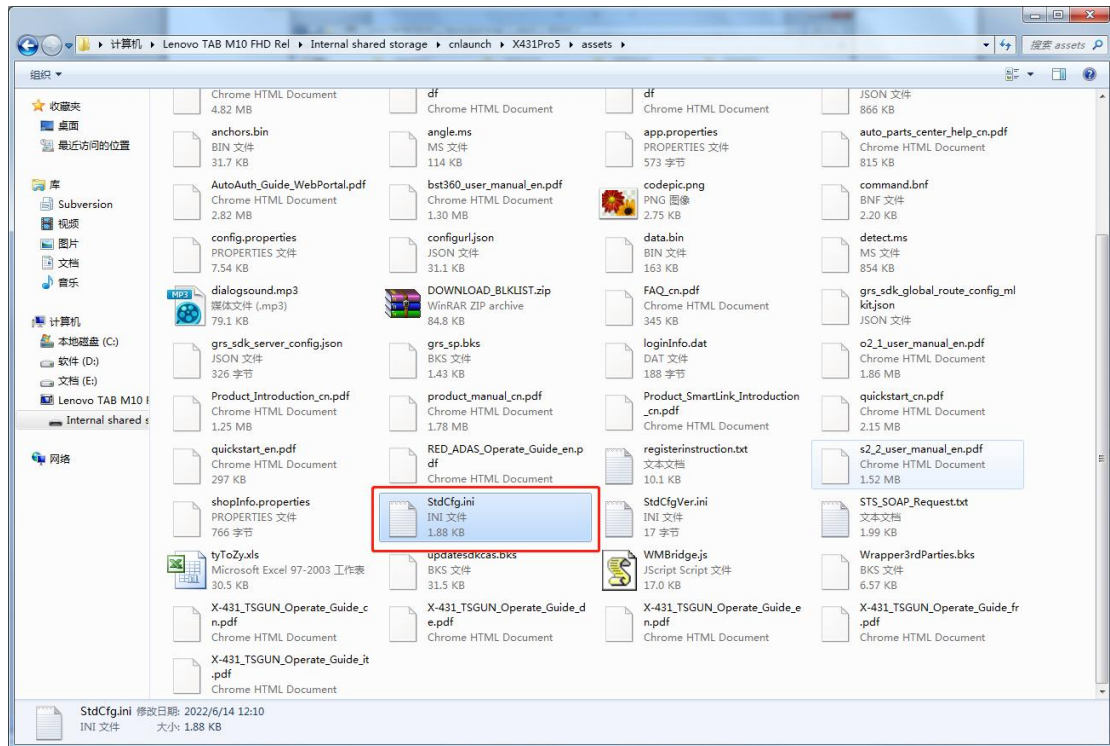 计算机 ▸ Lenovo TAB M10 FHD Rel ▸ Internal shared storage ▸ cnlaunch ▸ X431Pro5 ▸ assets ▸
搜索 assets
组织
收藏夹
桌面
最近访问的位置
库
Subversion
视频
图片
文档
音乐
计算机
本地磁盘 (C:)
软件 (D:)
文档 (E:)
Lenovo TAB M10 F
Internal shared s
网络
Chrome HTML Document
4.82 MB
df
Chrome HTML Document
df
Chrome HTML Document
JSON 文件
866 KB
anchors.bin
BIN 文件
31.7 KB
angle.ms
MS 文件
114 KB
app.properties
PROPERTIES 文件
573 字节
auto_parts_center_help_cn.pdf
Chrome HTML Document
815 KB
AutoAuth_Guide_WebPortal.pdf
Chrome HTML Document
2.82 MB
bst360_user_manual_en.pdf
Chrome HTML Document
1.30 MB
codepic.png
PNG 图像
2.75 KB
command.bnf
BNF 文件
2.20 KB
config.properties
PROPERTIES 文件
7.54 KB
configurl.json
JSON 文件
31.1 KB
data.bin
BIN 文件
163 KB
detect.ms
MS 文件
854 KB
MP3
dialogsound.mp3
媒体文件 (.mp3)
79.1 KB
DOWNLOAD_BLKLIST.zip
WinRAR ZIP archive
84.8 KB
FAQ_cn.pdf
Chrome HTML Document
345 KB
grs_sdk_global_route_config_ml
kit.json
JSON 文件
grs_sdk_server_config.json
JSON 文件
326 字节
grs_sp.bks
BKS 文件
1.43 KB
loginInfo.dat
DAT 文件
188 字节
o2_1_user_manual_en.pdf
Chrome HTML Document
1.86 MB
Product_Introduction_cn.pdf
Chrome HTML Document
1.25 MB
product_manual_cn.pdf
Chrome HTML Document
1.78 MB
Product_SmartLink_Introduction
_cn.pdf
Chrome HTML Document
quickstart_cn.pdf
Chrome HTML Document
2.15 MB
quickstart_en.pdf
Chrome HTML Document
297 KB
RED_ADAS_Operate_Guide_en.p
df
Chrome HTML Document
registerinstruction.txt
文本文档
10.1 KB
s2_2_user_manual_en.pdf
Chrome HTML Document
1.52 MB
shopInfo.properties
PROPERTIES 文件
766 字节
StdCfg.ini
INI 文件
1.88 KB
StdCfgVer.ini
INI 文件
17 字节
STS_SOAP_Request.txt
文本文档
1.99 KB
tyToZy.xls
Microsoft Excel 97-2003 工作表
30.5 KB
updatesdkcas.bks
BKS 文件
31.5 KB
WMBridge.js
JScript Script 文件
17.0 KB
Wrapper3rdParties.bks
BKS 文件
6.57 KB
X-431_TSGUN_Operate_Guide_c
n.pdf
Chrome HTML Document
X-431_TSGUN_Operate_Guide_d
e.pdf
Chrome HTML Document
X-431_TSGUN_Operate_Guide_e
n.pdf
Chrome HTML Document
X-431_TSGUN_Operate_Guide_fr
.pdf
Chrome HTML Document
X-431_TSGUN_Operate_Guide_it
.pdf
Chrome HTML Document
StdCfg.ini 修改日期: 2022/6/14 12:10
INI 文件 大小: 1.88 KB